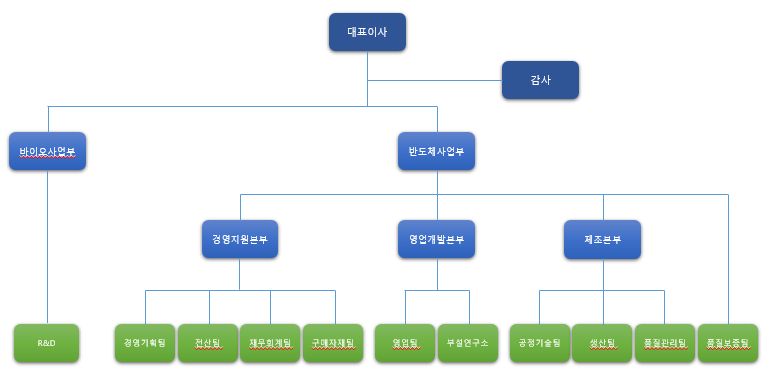 대표이사
감사
바이오사업부
반도체사업부
경영지원본부
영업개발본부
제조본부
R&D
경영기획팀
전산팀
재무회계팀
구매자재팀
영업팀
부설연구소
공정기술팀
생산팀
품질관리팀
품질보증팀